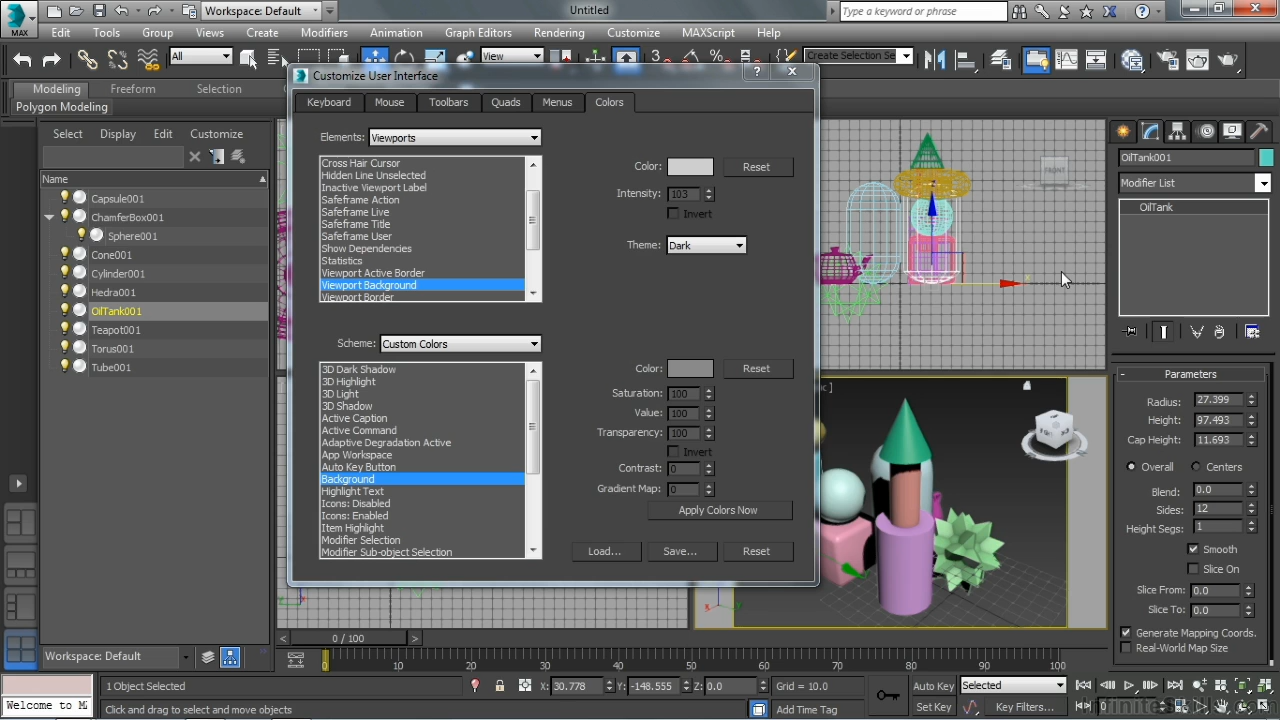 Workspace: Default
Untitled
Type a keyword or phrase
MAX
Edit Tools Group Views Create Modifiers Animation Graph Editors Rendering Customize MAXScript Help
All
View
Create Selection Se
Modeling Freeform Selection
Polygon Modeling
Select Display Edit Customize
Name
Capsule001
ChamferBox001
Sphere001
Cone001
Cylinder001
Hedra001
OilTank001
Teapot001
Torus001
Tube001
Workspace: Default
Customize User Interface
Keyboard Mouse Toolbars Quads Menus Colors
Elements: Viewports
Cross Hair Cursor
Hidden Line Unselected
Inactive Viewport Label
Safeframe Action
Safeframe Live
Safeframe Title
Safeframe User
Show Dependencies
Statistics
Viewport Active Border
Viewport Background
Viewport Border
Color: Reset
Intensity: 103
Invert
Theme: Dark
Scheme: Custom Colors
3D Dark Shadow
3D Highlight
3D Light
3D Shadow
Active Caption
Active Command
Adaptive Degradation Active
App Workspace
Auto Key Button
Background
Highlight Text
Icons: Disabled
Icons: Enabled
Item Highlight
Modifier Selection
Modifier Sub-object Selection
Color: Reset
Saturation: 100
Value: 100
Transparency: 100
Invert
Contrast: 0
Gradient Map: 0
Apply Colors Now
Load... Save... Reset
FRONT
OilTank001
Modifier List
OilTank
- Parameters
Radius: 27.399
Height: 97.493
Cap Height: 11.693
Overall Centers
Blend: 0.0
Sides: 12
Height Segs: 1
Smooth
Slice On
Slice From: 0.0
Slice To: 0.0
Generate Mapping Coords.
Real-World Map Size
< 0 / 100 >
0 10 20 30 40 50 60 70 80 90 100
1 Object Selected
X: 30.778 Y: -148.555 Z: 0.0 Grid = 10.0
Auto Key Selected
Welcome to M
Click and drag to select and move objects
Add Time Tag
Set Key Key Filters...